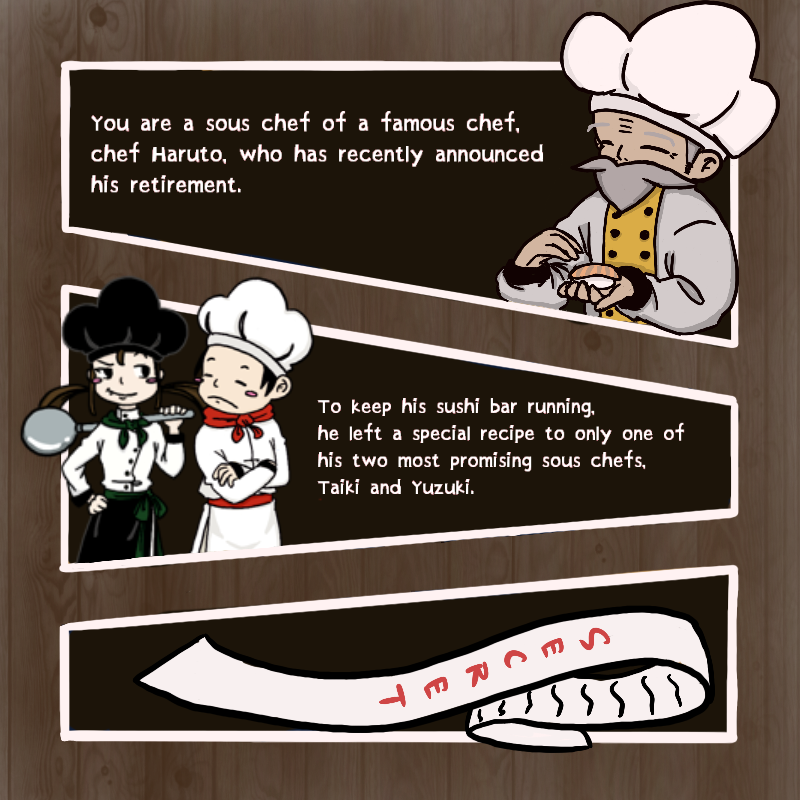 You are a sous chef of a famous chef,
chef Haruto, who has recently announced
his retirement.
To keep his sushi bar running,
he left a special recipe to only one of
his two most promising sous chefs,
Taiki and Yuzuki.
SECRET